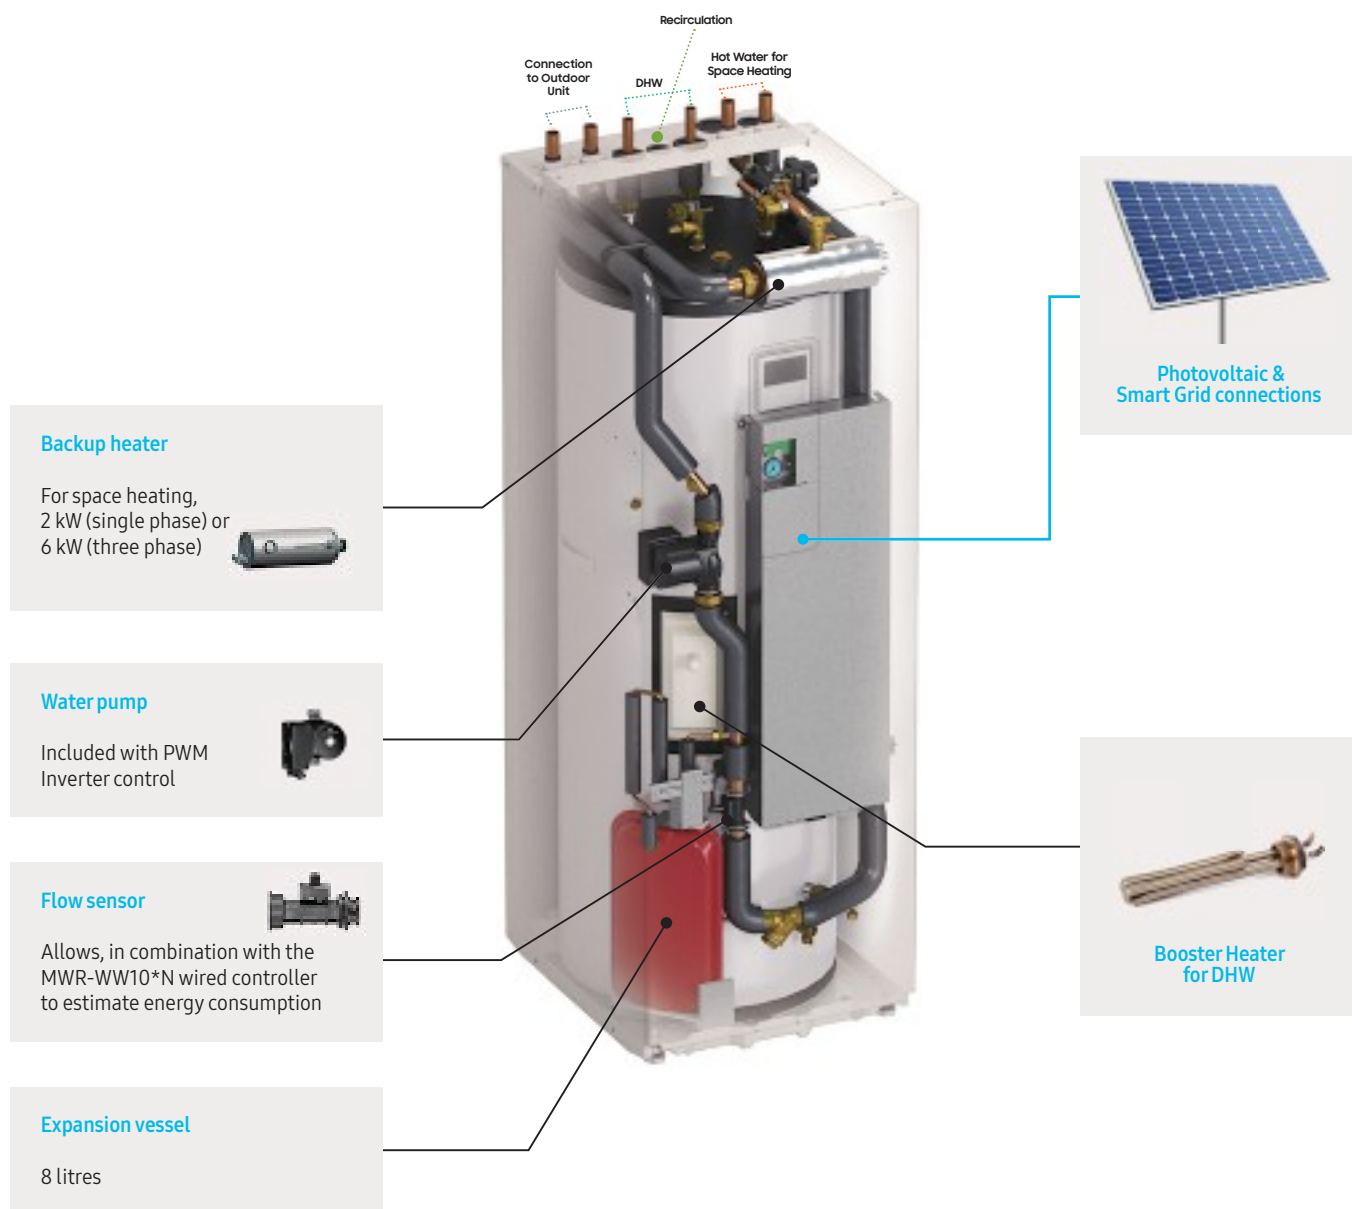 Recirculation
Connection
to Outdoor
Unit
DHW
Hot Water for
Space Heating
Photovoltaic &
Smart Grid connections
Backup heater
For space heating,
2 kW (single phase) or
6 kW (three phase)
Water pump
Included with PWM
Inverter control
Flow sensor
Allows, in combination with the
MWR-WW10*N wired controller
to estimate energy consumption
Booster Heater
for DHW
Expansion vessel
8 litres